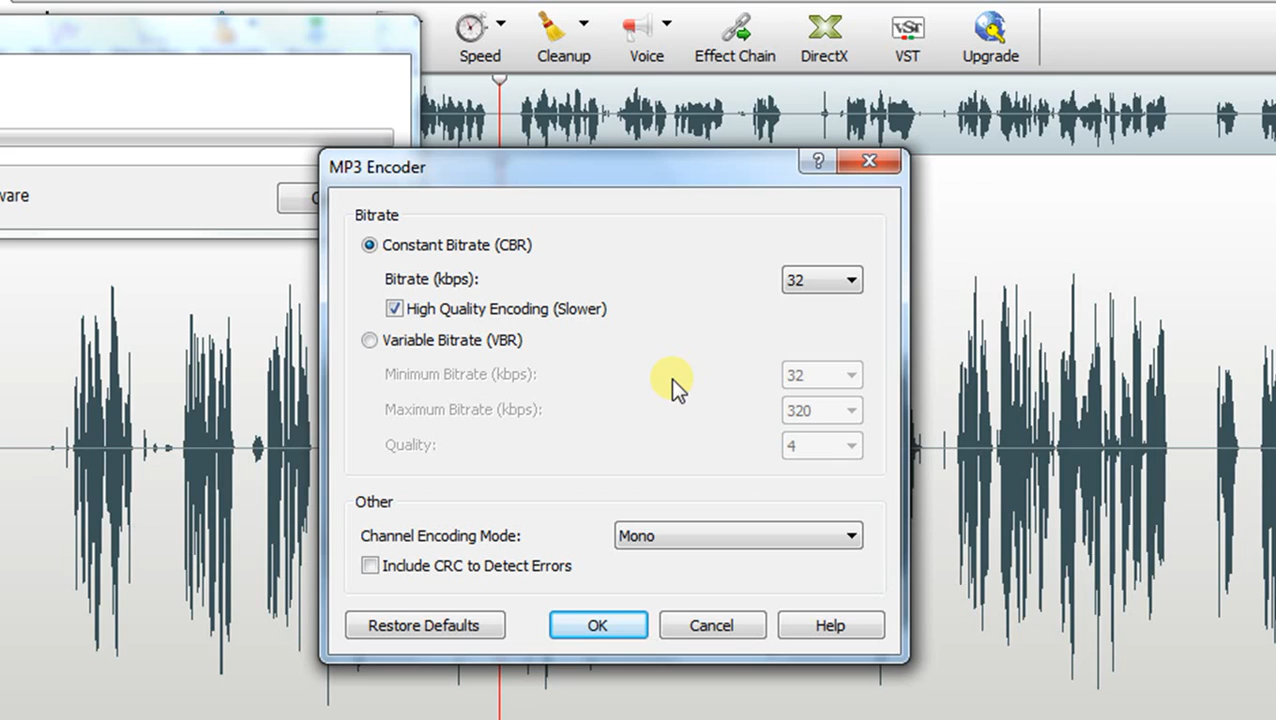 Speed
Cleanup
Voice
Effect Chain
DirectX
VST
VST
Upgrade
MP3 Encoder
ware
Bitrate
Constant Bitrate (CBR)
Bitrate (kbps): 32
High Quality Encoding (Slower)
Variable Bitrate (VBR)
Minimum Bitrate (kbps): 32
Maximum Bitrate (kbps): 320
Quality: 4
Other
Channel Encoding Mode: Mono
Include CRC to Detect Errors
Restore Defaults OK Cancel Help